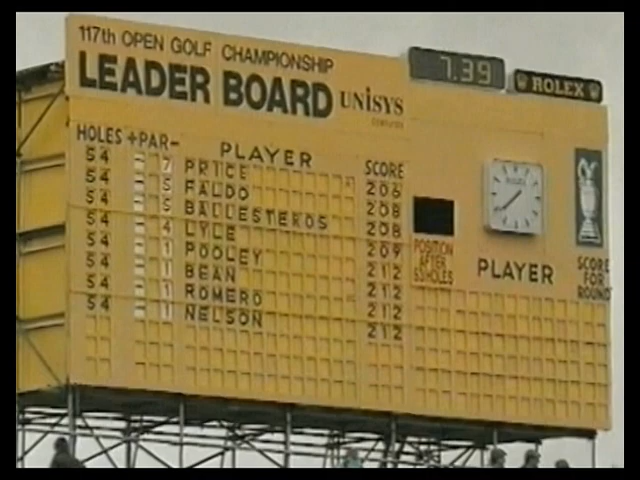 117th OPEN GOLF CHAMPIONSHIP
LEADER BOARD UNiSYS
7.39
ROLEX
HOLES +PAR- PLAYER SCORE
54 - 7 PRICE 206
54 - 5 FALDO 208
54 - 5 BALLESTEROS 208
54 - 4 LYLE 209
54 - 1 POOLEY 212
54 - 1 BEAN 212
54 - 1 ROMERO 212
54 - 1 NELSON 212
POSITION
AFTER
HOLES
PLAYER
SCORE
FOR
ROUND